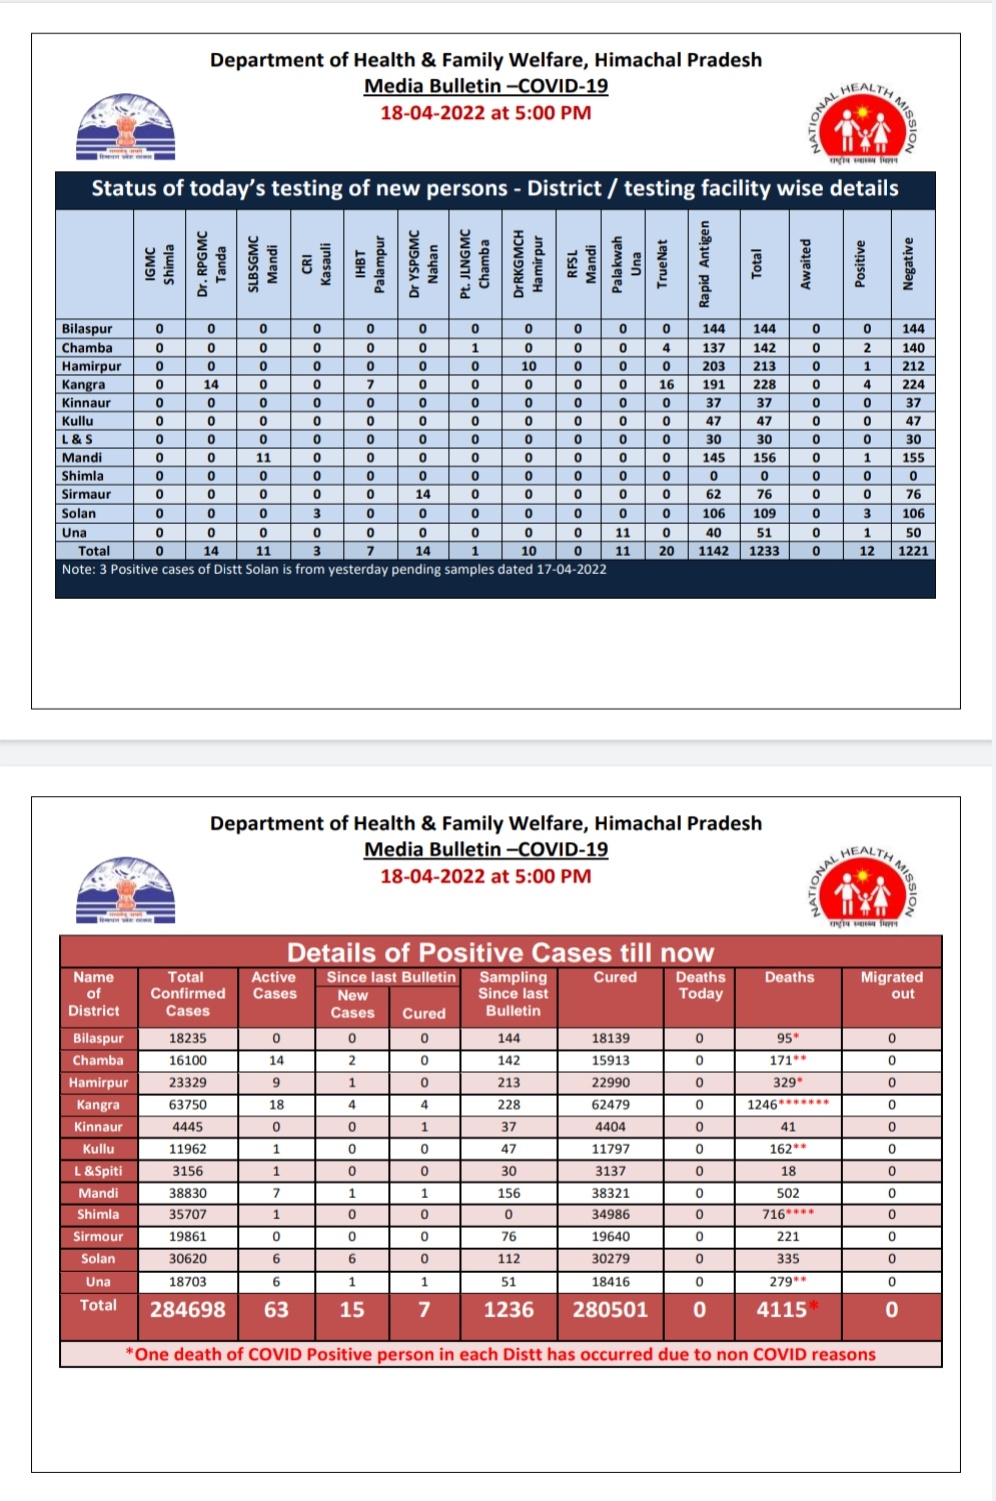 Department of Health & Family Welfare, Himachal Pradesh
Media Bulletin –COVID-19
18-04-2022 at 5:00 PM
NATIONAL HEALTH MISSION
राष्ट्रीय स्वास्थ्य मिशन
Status of today's testing of new persons - District / testing facility wise details
IGMC Shimla Dr. RPGMC Tanda SLBSGMC Mandi CRI Kasauli IHBT Palampur Dr YSPGMC Nahan Pt. JLNGMC Chamba DrRKGMCH Hamirpur RFSL Mandi Palakwah Una TrueNat Rapid Antigen Total Awaited Positive Negative
Bilaspur 0 0 0 0 0 0 0 0 0 0 0 144 144 0 0 144
Chamba 0 0 0 0 0 0 1 0 0 0 4 137 142 0 2 140
Hamirpur 0 0 0 0 0 0 0 10 0 0 0 203 213 0 1 212
Kangra 0 14 0 0 7 0 0 0 0 0 16 191 228 0 4 224
Kinnaur 0 0 0 0 0 0 0 0 0 0 0 37 37 0 0 37
Kullu 0 0 0 0 0 0 0 0 0 0 0 47 47 0 0 47
L & S 0 0 0 0 0 0 0 0 0 0 0 30 30 0 0 30
Mandi 0 0 11 0 0 0 0 0 0 0 0 145 156 0 1 155
Shimla 0 0 0 0 0 0 0 0 0 0 0 0 0 0 0 0
Sirmaur 0 0 0 0 0 14 0 0 0 0 0 62 76 0 0 76
Solan 0 0 0 3 0 0 0 0 0 0 0 106 109 0 3 106
Una 0 0 0 0 0 0 0 0 0 11 0 40 51 0 1 50
Total 0 14 11 3 7 14 1 10 0 11 20 1142 1233 0 12 1221
Note: 3 Positive cases of Distt Solan is from yesterday pending samples dated 17-04-2022
Department of Health & Family Welfare, Himachal Pradesh
Media Bulletin –COVID-19
18-04-2022 at 5:00 PM
NATIONAL HEALTH MISSION
राष्ट्रीय स्वास्थ्य मिशन
Details of Positive Cases till now
Name of District Total Confirmed Cases Active Cases Since last Bulletin New Cases Cured Sampling Since last Bulletin Cured Deaths Today Deaths Migrated out
Bilaspur 18235 0 0 0 144 18139 0 95* 0
Chamba 16100 14 2 0 142 15913 0 171** 0
Hamirpur 23329 9 1 0 213 22990 0 329* 0
Kangra 63750 18 4 4 228 62479 0 1246******* 0
Kinnaur 4445 0 0 1 37 4404 0 41 0
Kullu 11962 1 0 0 47 11797 0 162** 0
L &Spiti 3156 1 0 0 30 3137 0 18 0
Mandi 38830 7 1 1 156 38321 0 502 0
Shimla 35707 1 0 0 0 34986 0 716**** 0
Sirmour 19861 0 0 0 76 19640 0 221 0
Solan 30620 6 6 0 112 30279 0 335 0
Una 18703 6 1 1 51 18416 0 279** 0
Total 284698 63 15 7 1236 280501 0 4115* 0
*One death of COVID Positive person in each Distt has occurred due to non COVID reasons